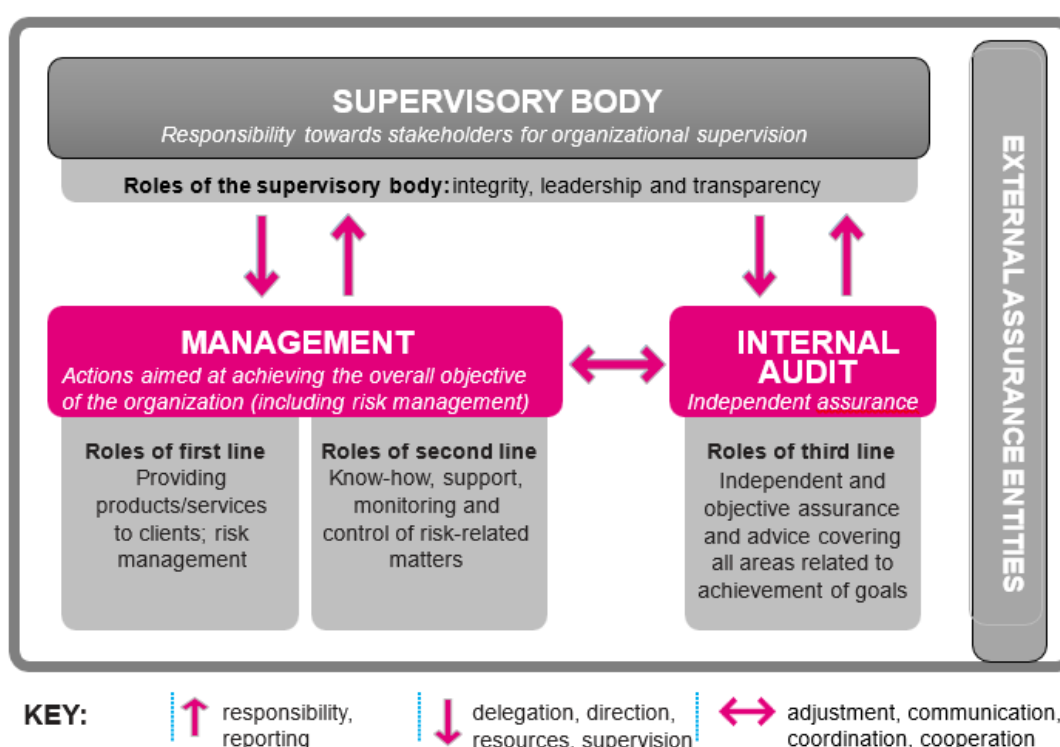 SUPERVISORY BODY
Responsibility towards stakeholders for organizational supervision
Roles of the supervisory body: integrity, leadership and transparency
MANAGEMENT
Actions aimed at achieving the overall objective
of the organization (including risk management)
Roles of first line
Providing
products/services
to clients; risk
management
Roles of second line
Know-how, support,
monitoring and
control of risk-related
matters
INTERNAL
AUDIT
Independent assurance
Roles of third line
Independent and
objective assurance
and advice covering
all areas related to
achievement of goals
EXTERNAL ASSURANCE ENTITIES
KEY:
responsibility,
reporting
delegation, direction,
resources, supervision
adjustment, communication,
coordination, cooperation